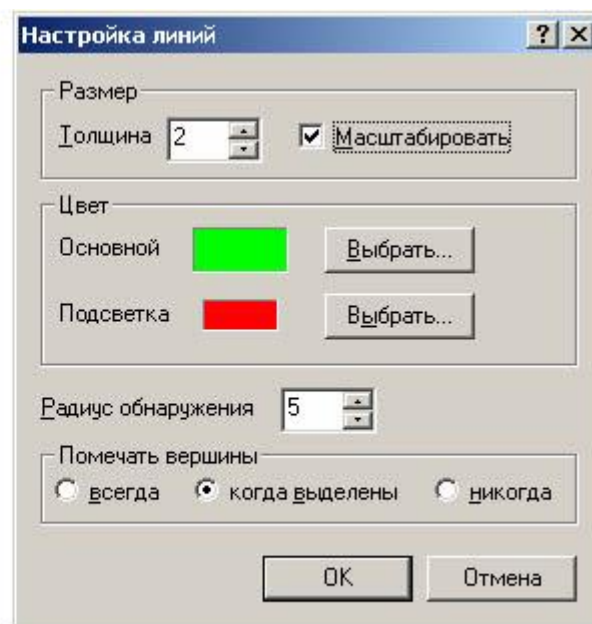 Настройка линий
Размер
Толщина 2 Масштабировать
Цвет
Основной Выбрать...
Подсветка Выбрать...
Радиус обнаружения 5
Помечать вершины
всегда когда выделены никогда
OK Отмена